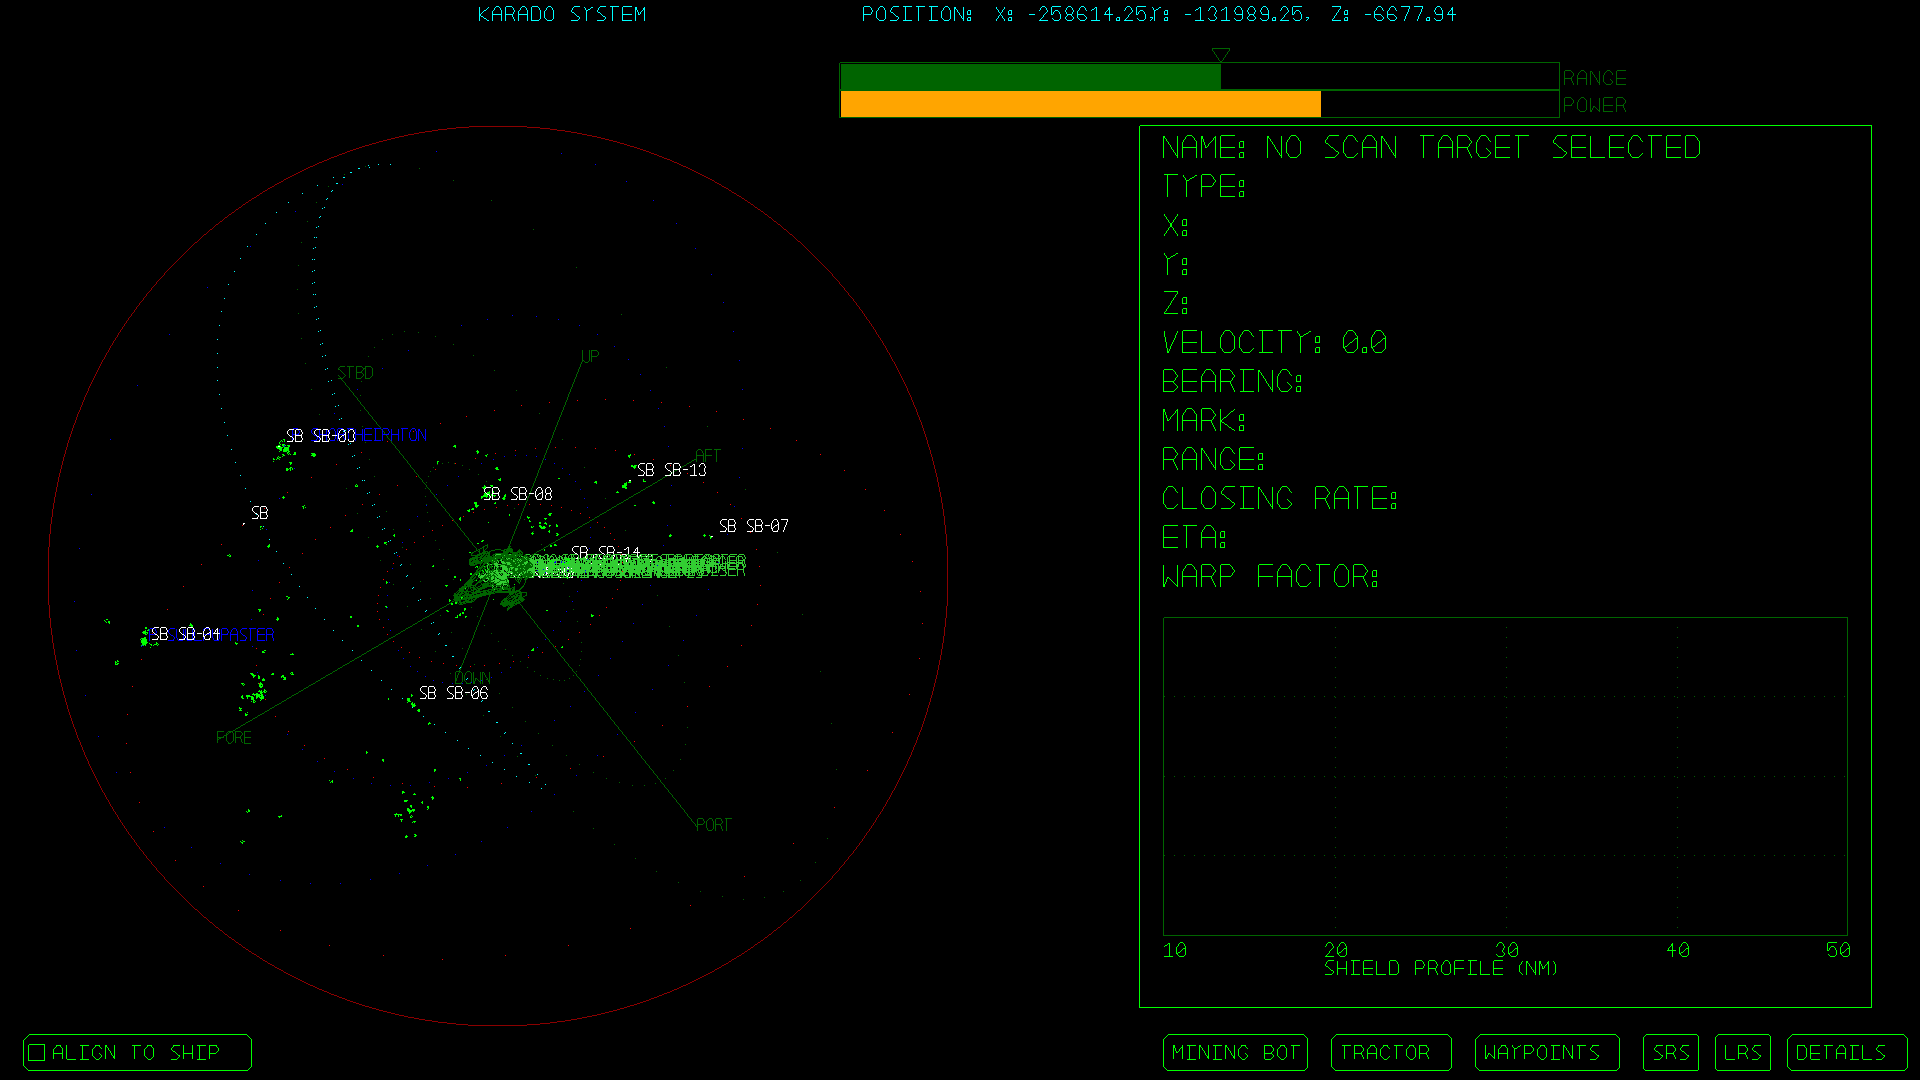 KARADO SYSTEM
POSITION: X: -258614.25, Y: -131989.25, Z: -6677.94
RANGE
POWER
NAME: NO SCAN TARGET SELECTED
TYPE:
X:
Y:
Z:
VELOCITY: 0.0
BEARING:
MARK:
RANGE:
CLOSING RATE:
ETA:
WARP FACTOR:
UP
STBD
SB SB-03
AFT
SB SB-13
SB SB-08
SB
SB SB-07
SB SB-14
SB SB-04
DOWN
SB SB-06
FORE
PORT
10 20 30 40 50
SHIELD PROFILE (NM)
ALIGN TO SHIP
MINING BOT
TRACTOR
WAYPOINTS
SRS
LRS
DETAILS